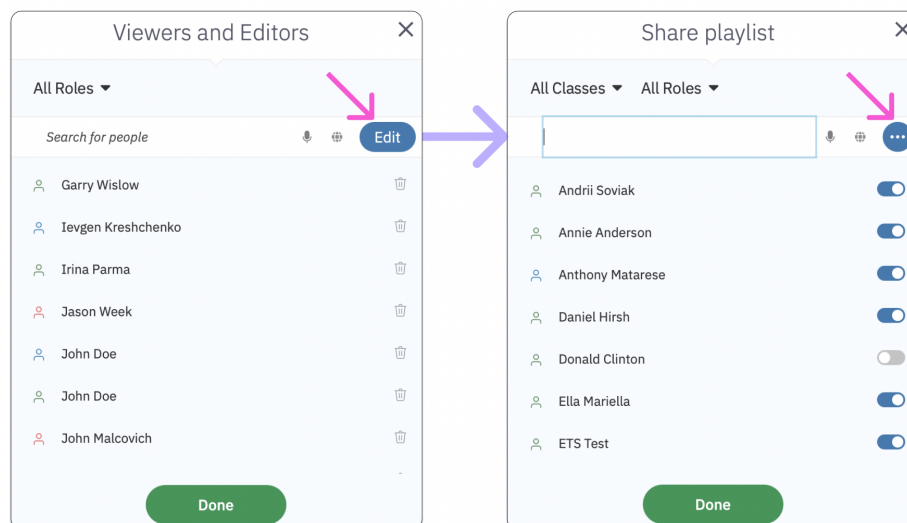 Viewers and Editors
All Roles
Search for people
Edit
Garry Wislow
Ievgen Kreshchenko
Irina Parma
Jason Week
John Doe
John Doe
John Malcovich
Done
Share playlist
All Classes All Roles
Andrii Soviak
Annie Anderson
Anthony Matarese
Daniel Hirsh
Donald Clinton
Ella Mariella
ETS Test
Done